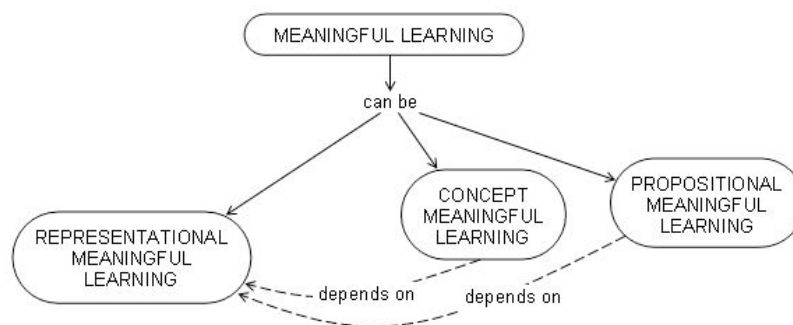 MEANINGFUL LEARNING
can be
REPRESENTATIONAL
MEANINGFUL
LEARNING
CONCEPT
MEANINGFUL
LEARNING
PROPOSITIONAL
MEANINGFUL
LEARNING
depends on
depends on